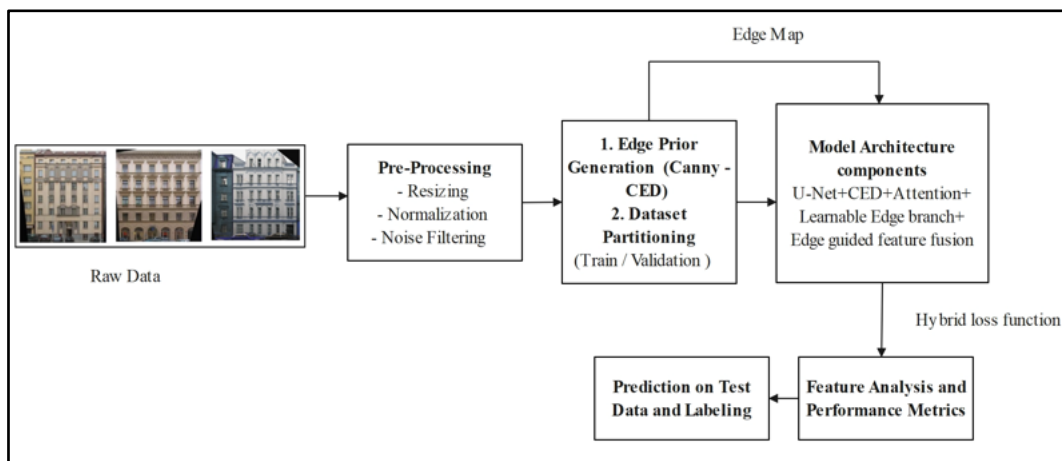 Edge Map
Raw Data
Pre-Processing
- Resizing
- Normalization
- Noise Filtering
1. Edge Prior
Generation (Canny -
CED)
2. Dataset
Partitioning
(Train / Validation )
Model Architecture
components
U-Net+CED+Attention+
Learnable Edge branch+
Edge guided feature fusion
Hybrid loss function
Feature Analysis and
Performance Metrics
Prediction on Test
Data and Labeling